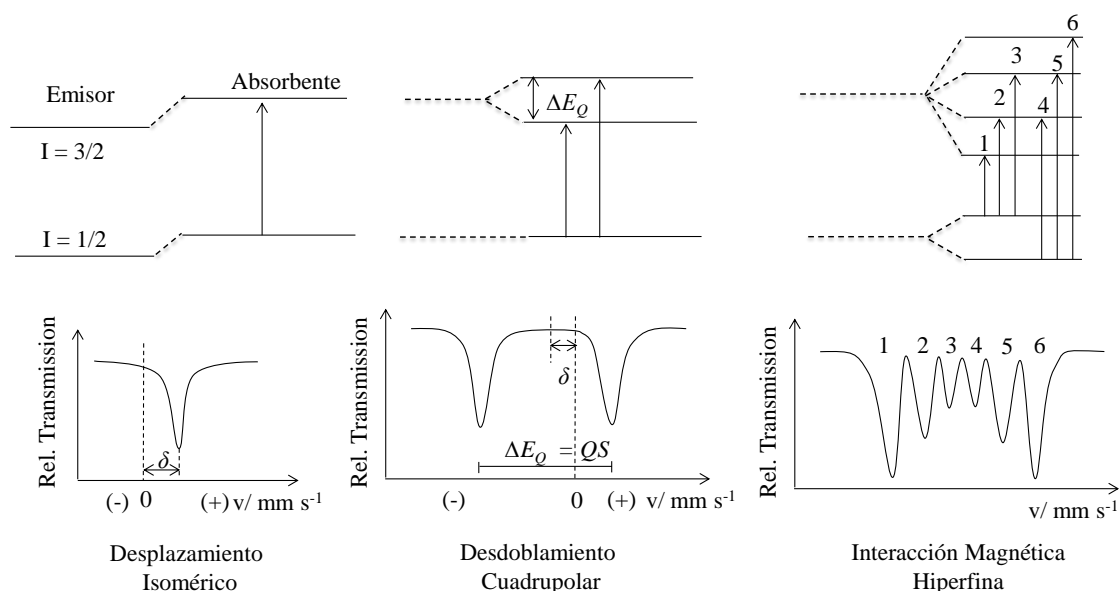 Emisor
Absorbente
I = 3/2
I = 1/2
ΔE_Q
1
2
3
4
5
6
Rel. Transmission
δ
(-) 0 (+) v/ mm s⁻¹
Desplazamiento
Isomérico
Rel. Transmission
δ
ΔE_Q = QS
(-) 0 (+) v/ mm s⁻¹
Desdoblamiento
Cuadrupolar
Rel. Transmission
1 2 3 4 5 6
v/ mm s⁻¹
Interacción Magnética
Hiperfina